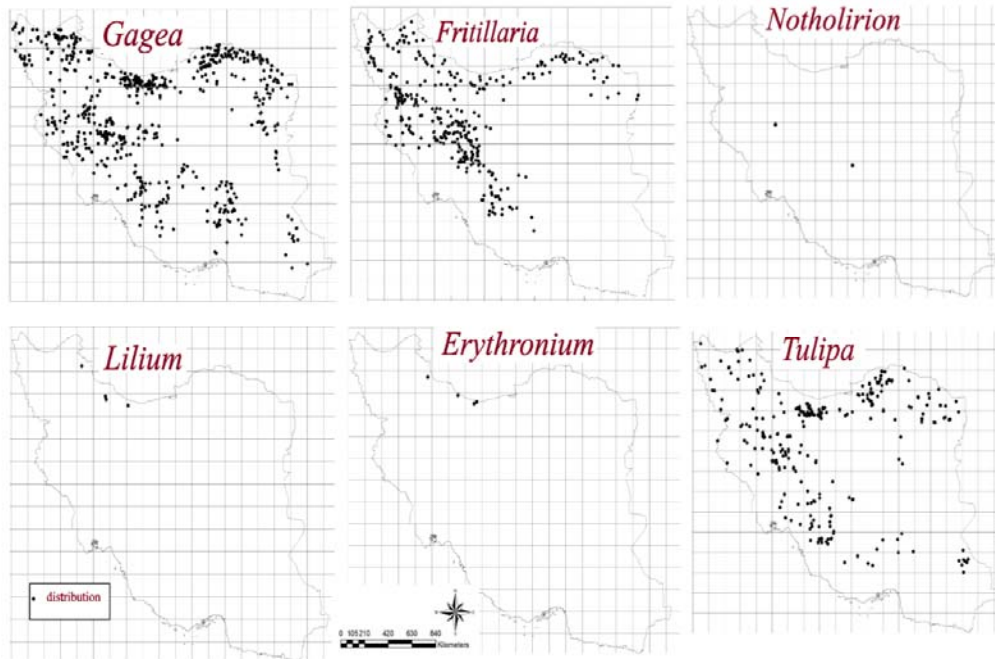 Gagea
Fritillaria
Notholirion
Lilium
Erythronium
Tulipa
distribution
0 105 210 420 630 840
Kilometers